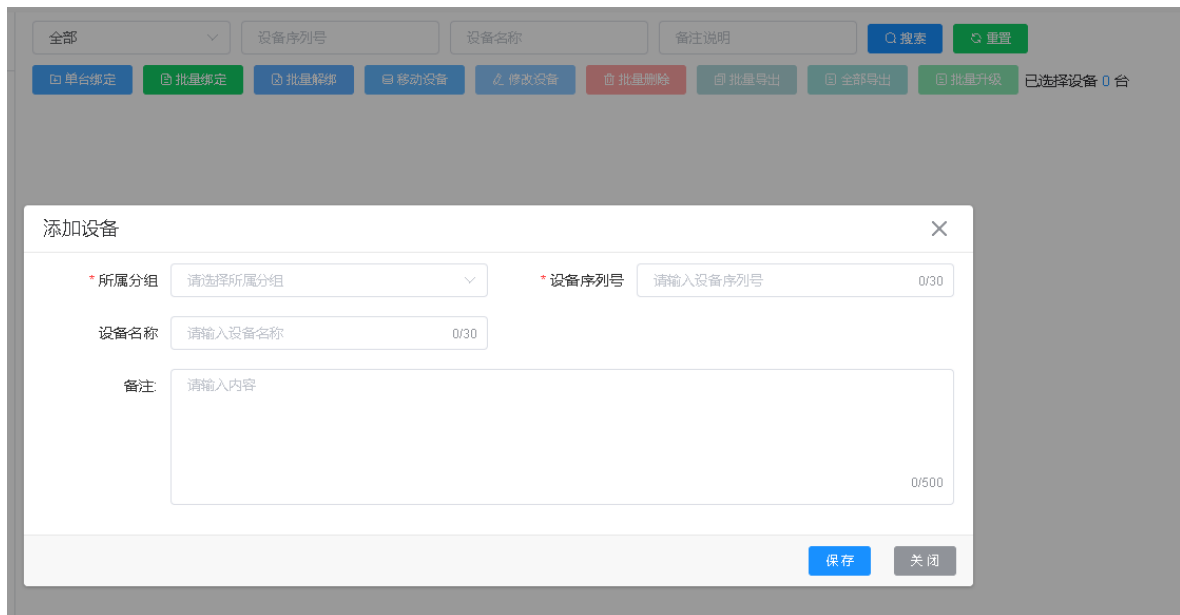 全部 设备序列号 设备名称 备注说明 搜索 重置
单台绑定 批量绑定 批量解绑 移动设备 修改设备 批量删除 批量导出 全部导出 批量升级 已选择设备 0 台
添加设备
* 所属分组 请选择所属分组 * 设备序列号 请输入设备序列号 0/30
设备名称 请输入设备名称 0/30
备注: 请输入内容
0/500
保存 关闭